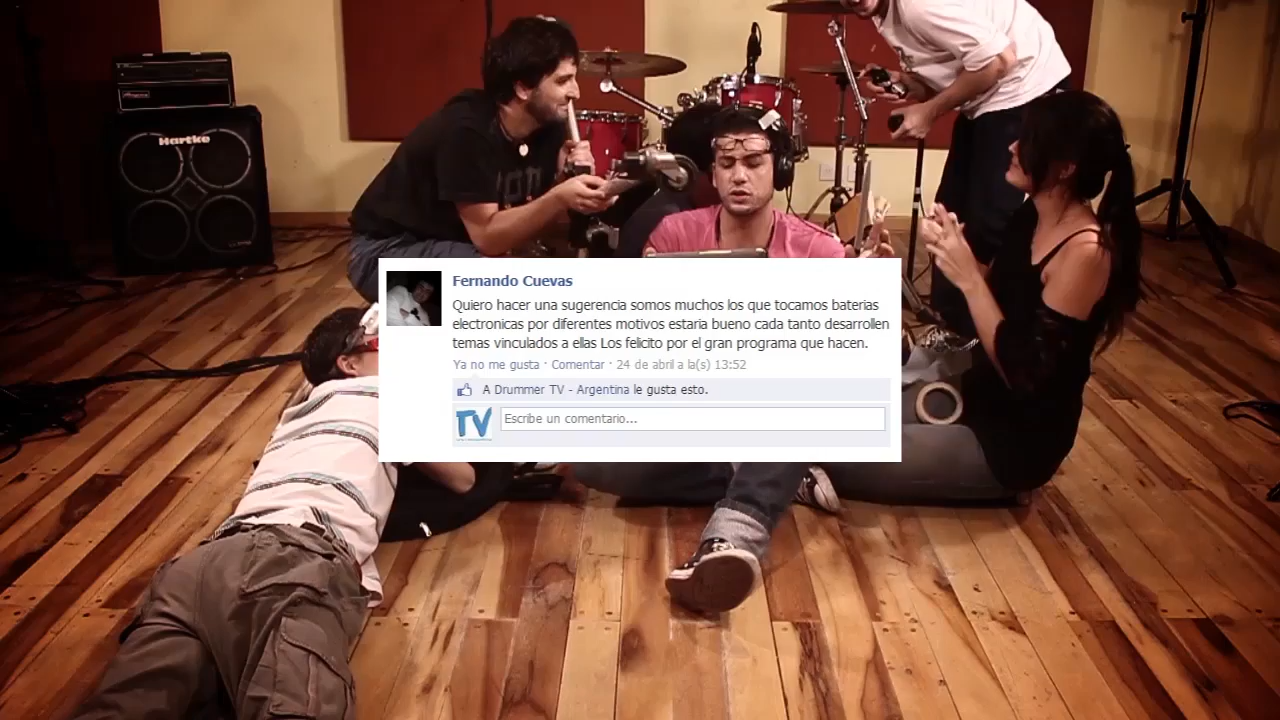 Hartke
Fernando Cuevas
Quiero hacer una sugerencia somos muchos los que tocamos baterias
electronicas por diferentes motivos estaria bueno cada tanto desarrollen
temas vinculados a ellas Los felicito por el gran programa que hacen.
Ya no me gusta · Comentar · 24 de abril a la(s) 13:52
A Drummer TV - Argentina le gusta esto.
TV
Escribe un comentario...